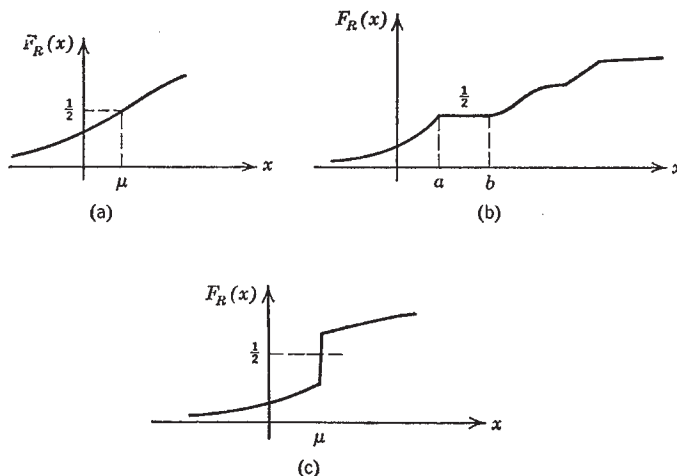 F_R(x)
1/2
x
μ
(a)
F_R(x)
1/2
a
b
x
(b)
F_R(x)
1/2
x
μ
(c)